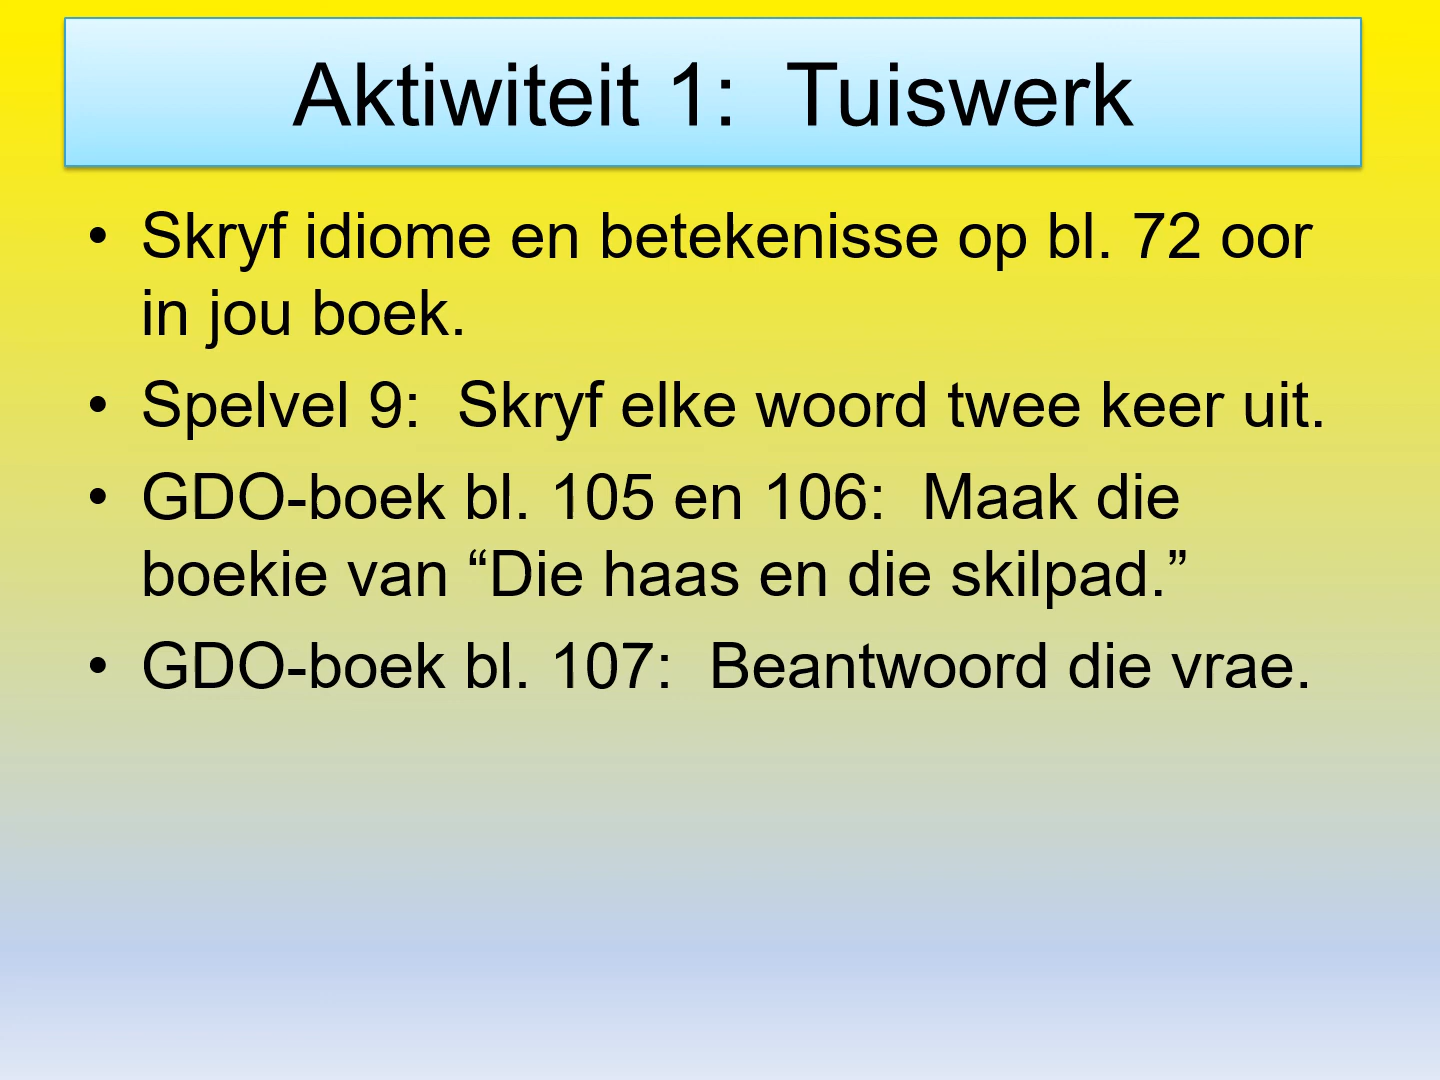 Aktiwiteit 1:  Tuiswerk
• Skryf idiome en betekenisse op bl. 72 oor
in jou boek.
• Spelvel 9:  Skryf elke woord twee keer uit.
• GDO-boek bl. 105 en 106:  Maak die
boekie van “Die haas en die skilpad.”
• GDO-boek bl. 107:  Beantwoord die vrae.